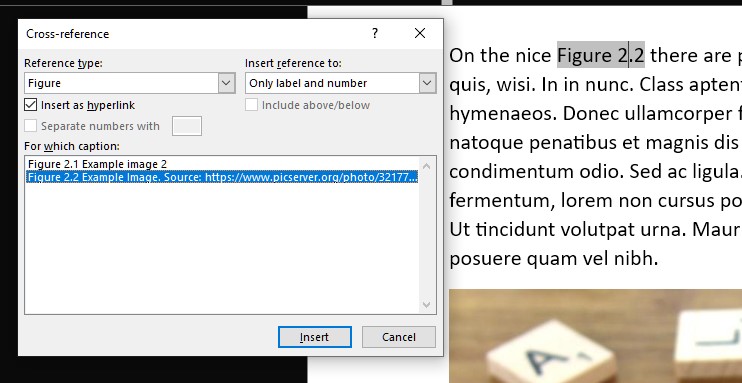 Cross-reference
?
Reference type:
Insert reference to:
Figure
Only label and number
Insert as hyperlink
Include above/below
Separate numbers with
For which caption:
Figure 2.1 Example image 2
Figure 2.2 Example Image. Source: https://www.picserver.org/photo/32177...
Insert
Cancel
On the nice Figure 2.2 there are p
quis, wisi. In in nunc. Class aptent
hymenaeos. Donec ullamcorper f
natoque penatibus et magnis dis
condimentum odio. Sed ac ligula.
fermentum, lorem non cursus po
Ut tincidunt volutpat urna. Maur
posuere quam vel nibh.
A
L